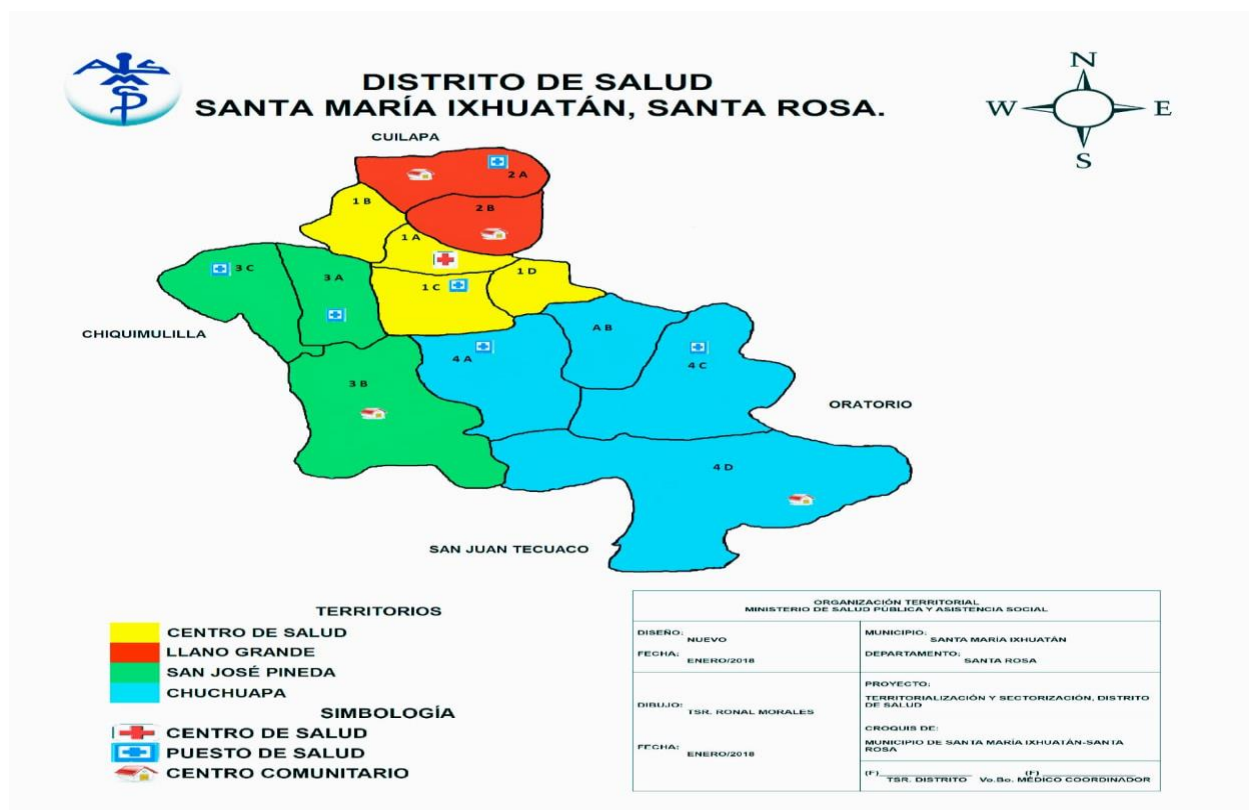 DISTRITO DE SALUD
SANTA MARÍA IXHUATÁN, SANTA ROSA.
N
W E
S
CUILAPA
2 A
1 B
2 B
1 A
3 C
3 A
1 C
1 D
CHIQUIMULILLA
A B
4 A
4 C
3 B
ORATORIO
4 D
SAN JUAN TECUACO
TERRITORIOS
CENTRO DE SALUD
LLANO GRANDE
SAN JOSÉ PINEDA
CHUCHUAPA
SIMBOLOGÍA
CENTRO DE SALUD
PUESTO DE SALUD
CENTRO COMUNITARIO
ORGANIZACIÓN TERRITORIAL
MINISTERIO DE SALUD PÚBLICA Y ASISTENCIA SOCIAL
DISEÑO: NUEVO
FECHA: ENERO/2018
MUNICIPIO: SANTA MARÍA IXHUATÁN
DEPARTAMENTO: SANTA ROSA
DIBUJO: TSR. RONAL MORALES
FECHA: ENERO/2018
PROYECTO:
TERRITORIALIZACIÓN Y SECTORIZACIÓN, DISTRITO
DE SALUD
CROQUIS DE:
MUNICIPIO DE SANTA MARÍA IXHUATÁN-SANTA
ROSA
(F)________________ (F)________________
TSR. DISTRITO Vo.Bo. MÉDICO COORDINADOR